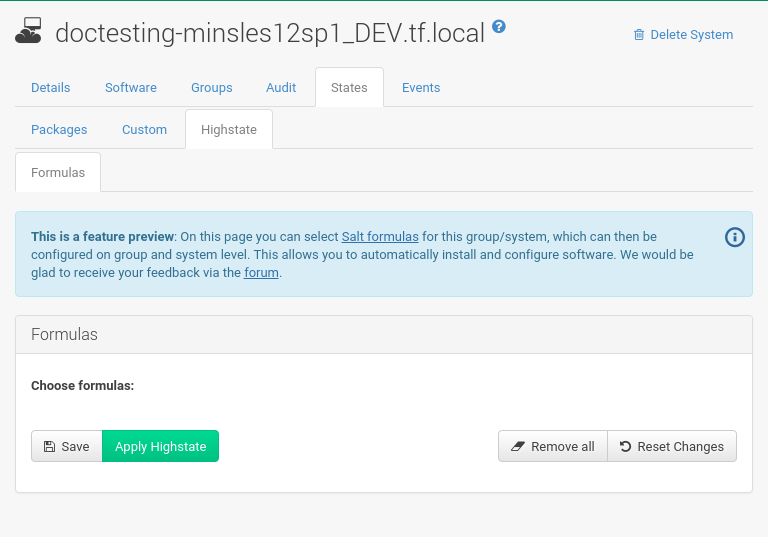 doctesting-minsles12sp1_DEV.tf.local ?
Delete System
Details Software Groups Audit States Events
Packages Custom Highstate
Formulas
This is a feature preview: On this page you can select Salt formulas for this group/system, which can then be
configured on group and system level. This allows you to automatically install and configure software. We would be
glad to receive your feedback via the forum.
Formulas
Choose formulas:
Save Apply Highstate Remove all Reset Changes